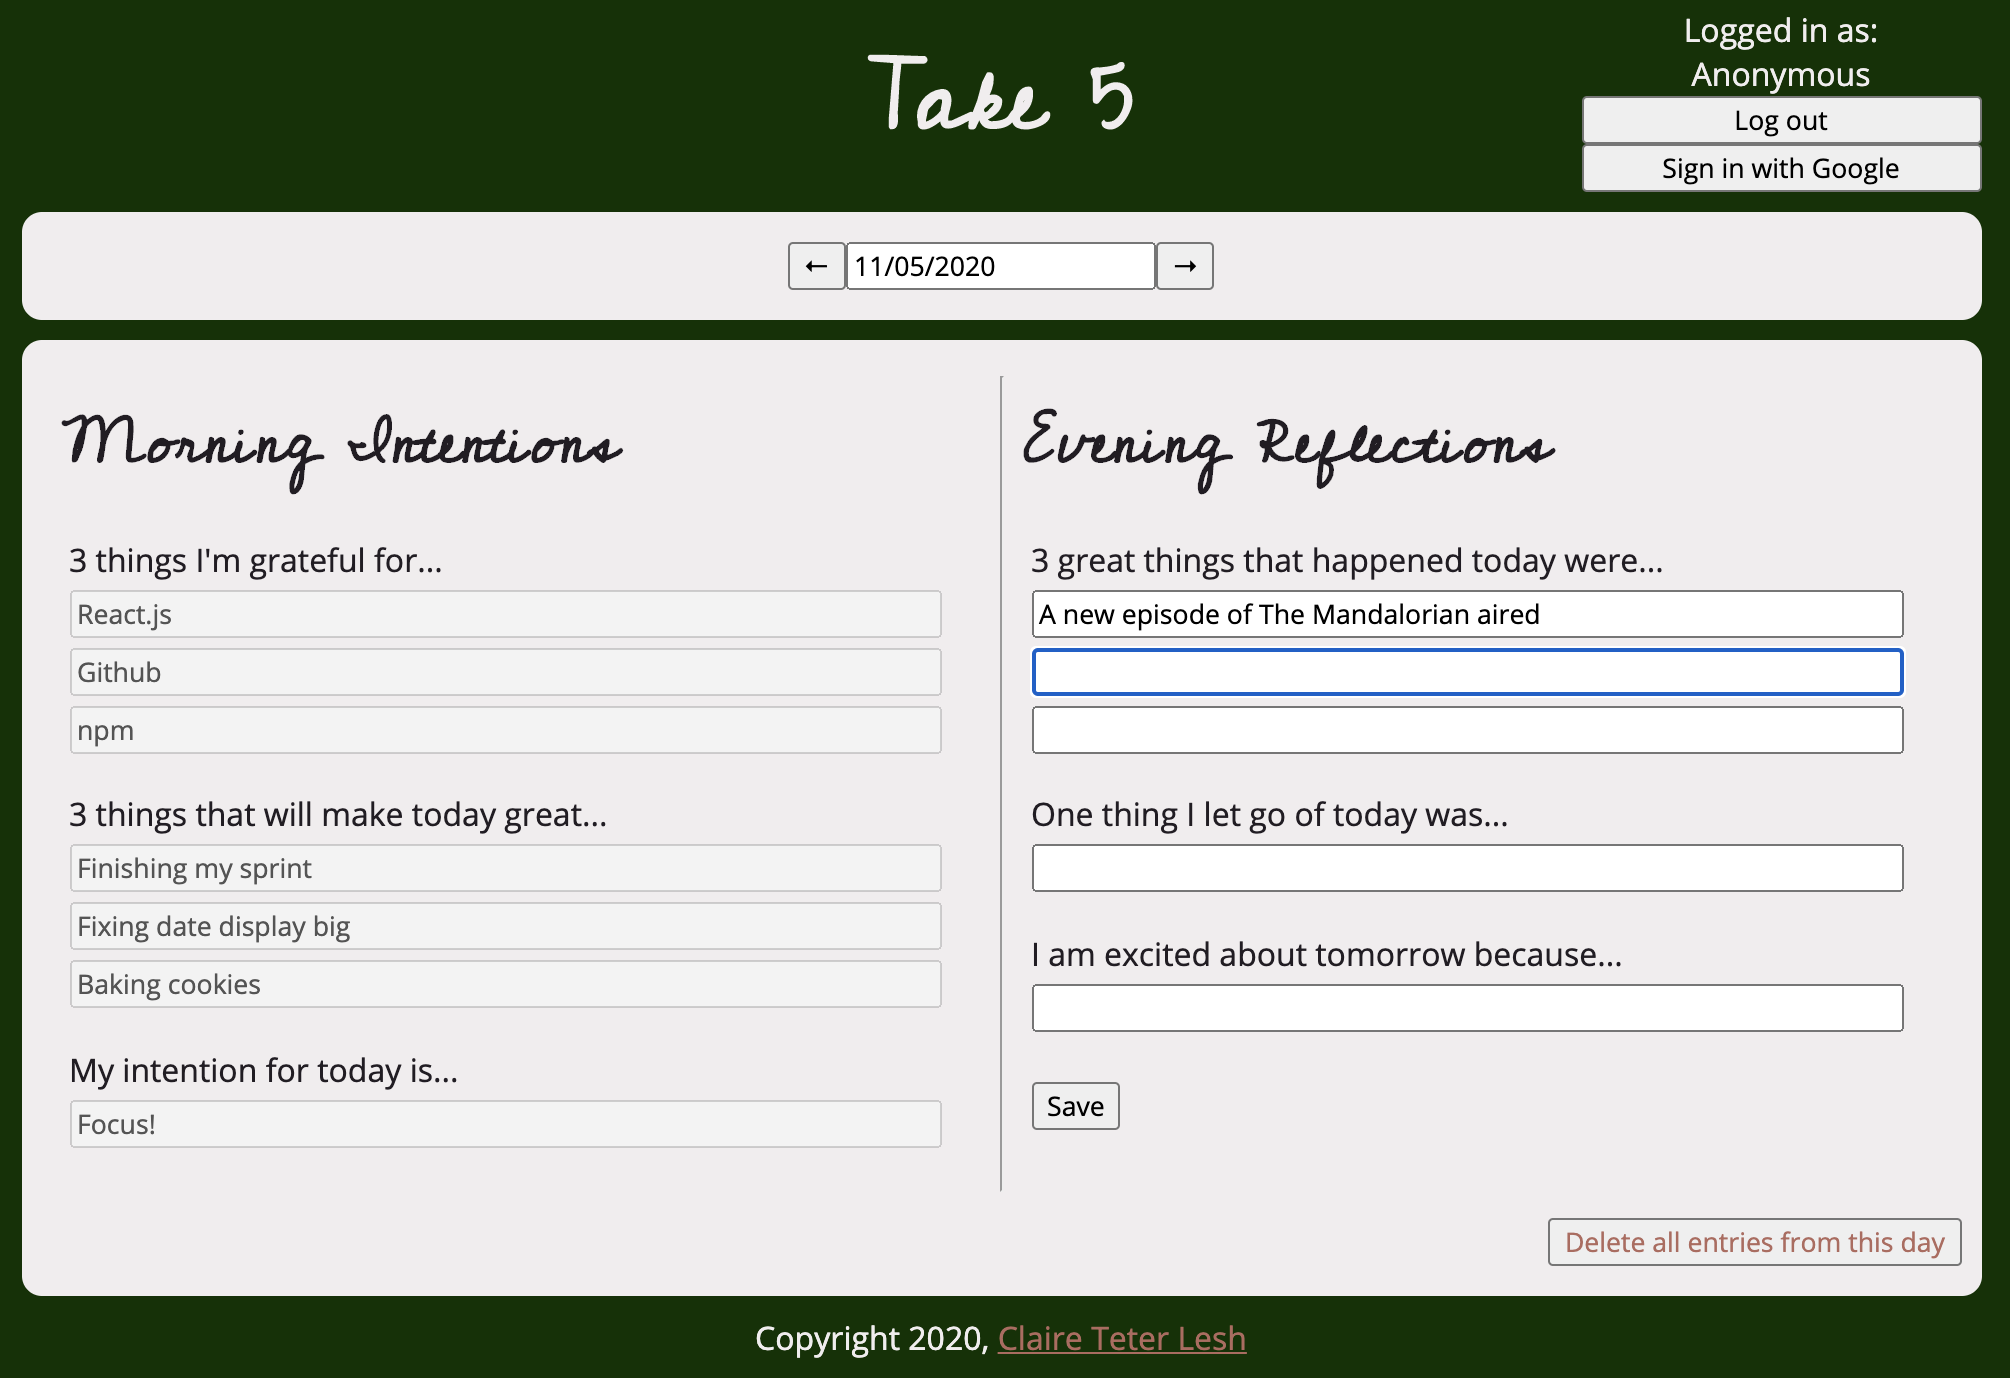 Take 5
Logged in as:
Anonymous
Log out
Sign in with Google
← 11/05/2020 →
Morning Intentions
3 things I'm grateful for...
React.js
Github
npm
3 things that will make today great...
Finishing my sprint
Fixing date display big
Baking cookies
My intention for today is...
Focus!
Evening Reflections
3 great things that happened today were...
A new episode of The Mandalorian aired
One thing I let go of today was...
I am excited about tomorrow because...
Save
Delete all entries from this day
Copyright 2020, Claire Teter Lesh